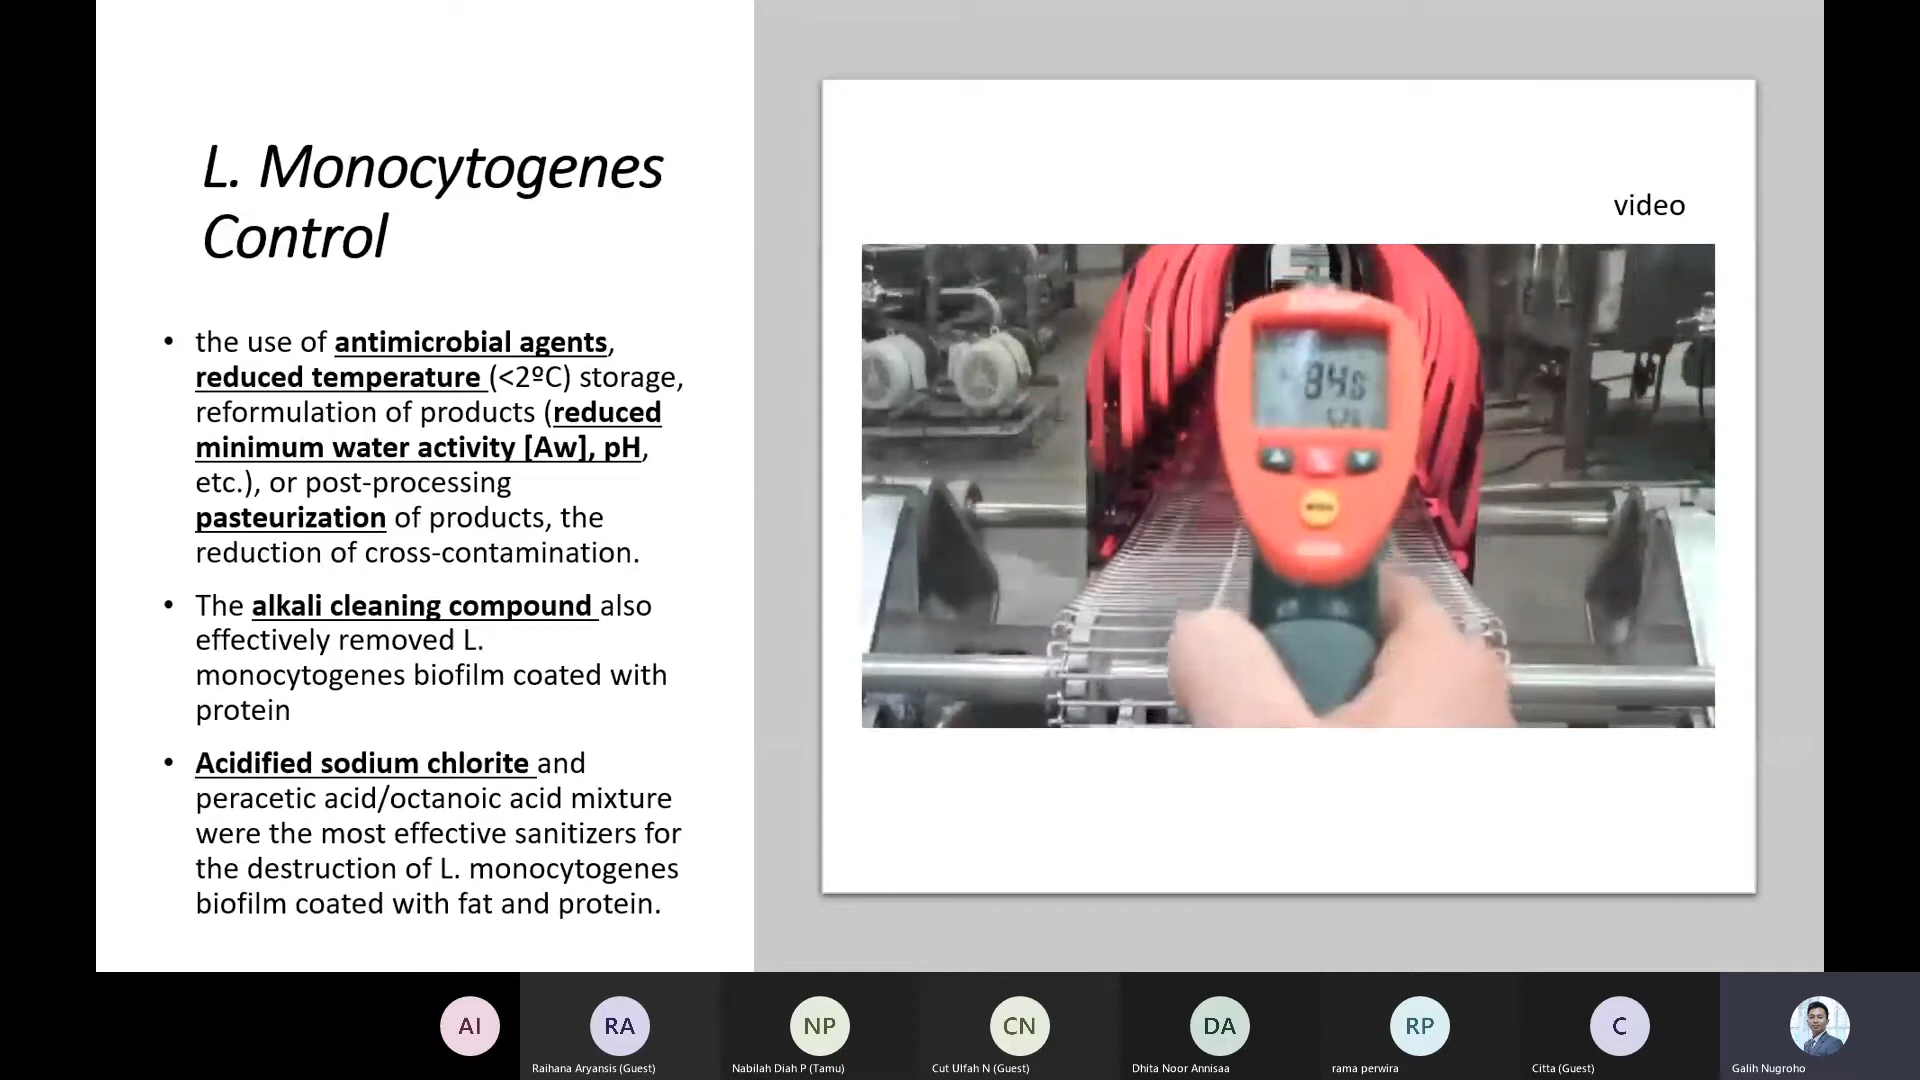 L. Monocytogenes
Control
video
• the use of antimicrobial agents,
reduced temperature (<2ºC) storage,
reformulation of products (reduced
minimum water activity [Aw], pH,
etc.), or post-processing
pasteurization of products, the
reduction of cross-contamination.
• The alkali cleaning compound also
effectively removed L.
monocytogenes biofilm coated with
protein
• Acidified sodium chlorite and
peracetic acid/octanoic acid mixture
were the most effective sanitizers for
the destruction of L. monocytogenes
biofilm coated with fat and protein.
AI
RA
NP
CN
DA
RP
C
Raihana Aryansis (Guest)
Nabilah Diah P (Tamu)
Cut Ulfah N (Guest)
Dhita Noor Annisaa
rama perwira
Citta (Guest)
Galih Nugroho